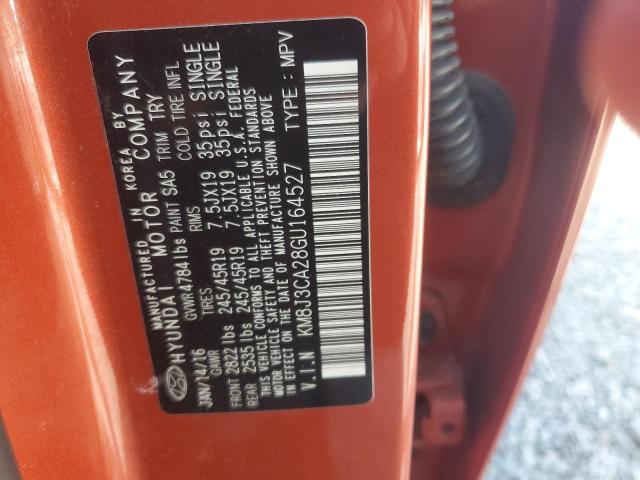 MANUFACTURED IN KOREA BY
HYUNDAI MOTOR COMPANY
JAN/14/16 GVWR 4784 lbs PAINT SA5 TRIM TRY
GAWR TIRES RIMS COLD TIRE INFL
FRONT 2822 lbs 245/45R19 7.5JX19 35psi SINGLE
REAR 2535 lbs 245/45R19 7.5JX19 35psi SINGLE
THIS VEHICLE CONFORMS TO ALL APPLICABLE U.S.A. FEDERAL
MOTOR VEHICLE SAFETY AND THEFT PREVENTION STANDARDS
IN EFFECT ON THE DATE OF MANUFACTURE SHOWN ABOVE
V.I.N KM8J3CA28GU164527 TYPE: MPV